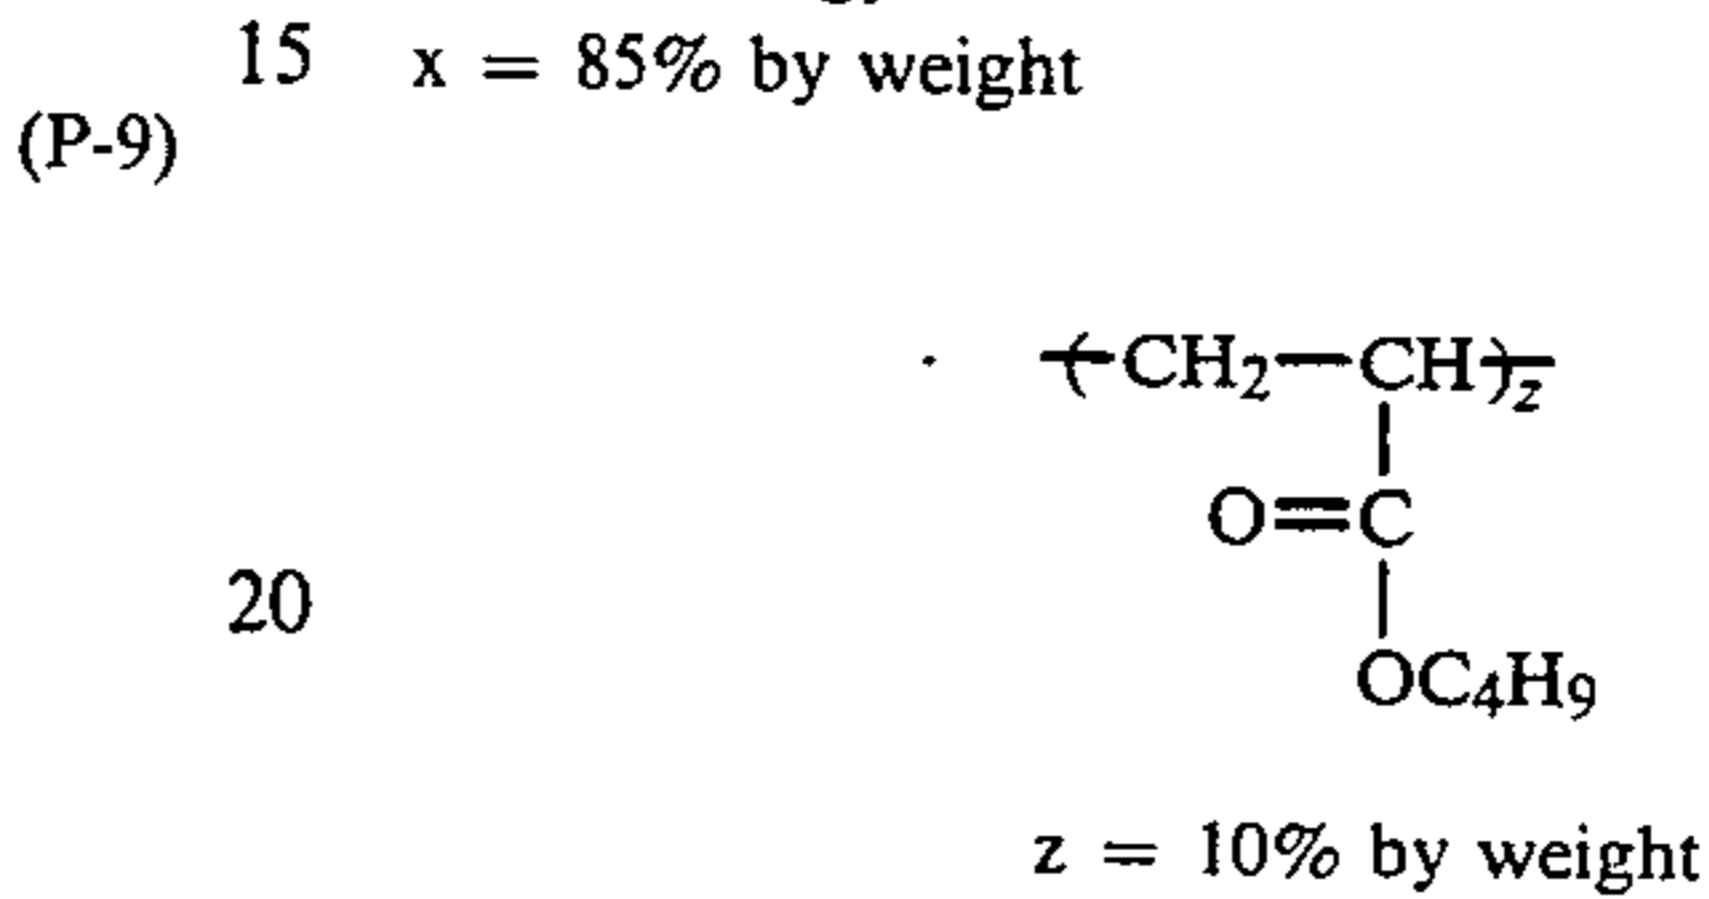 15 x = 85% by weight
(P-9)
-(CH2-CH)z-
O=C
20
OC4H9
z = 10% by weight